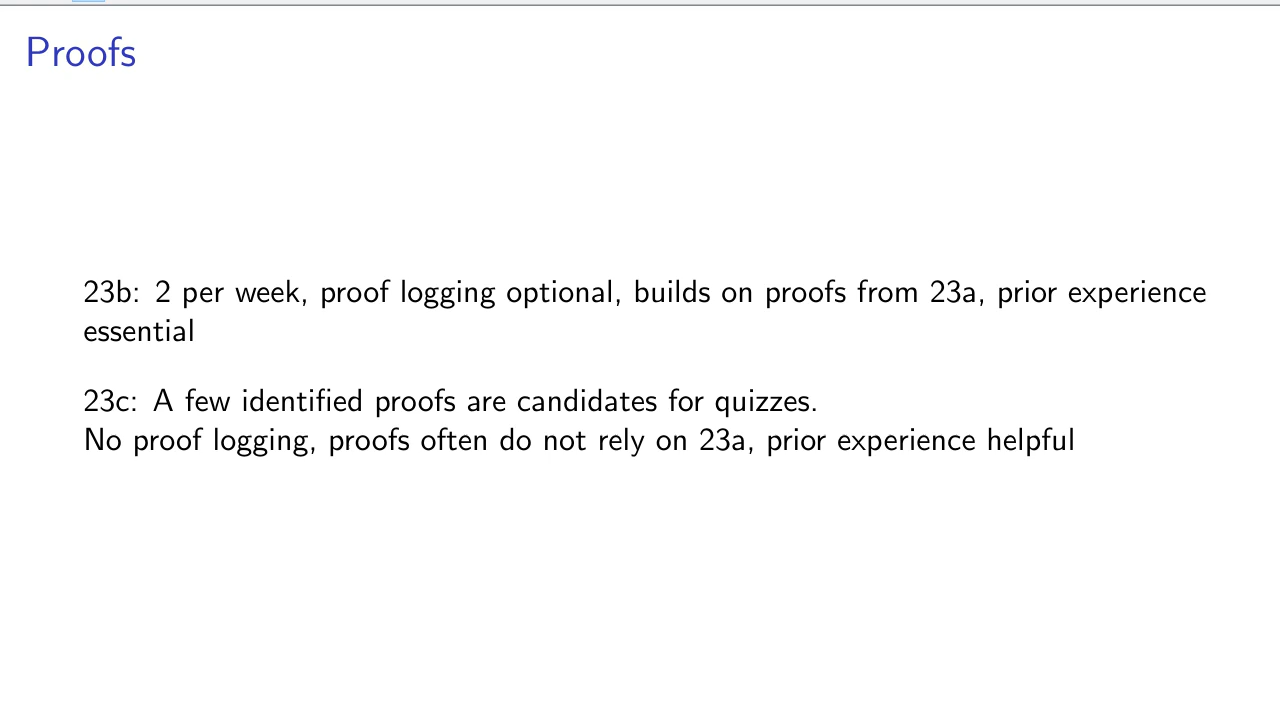 Proofs
23b: 2 per week, proof logging optional, builds on proofs from 23a, prior experience
essential
23c: A few identified proofs are candidates for quizzes.
No proof logging, proofs often do not rely on 23a, prior experience helpful